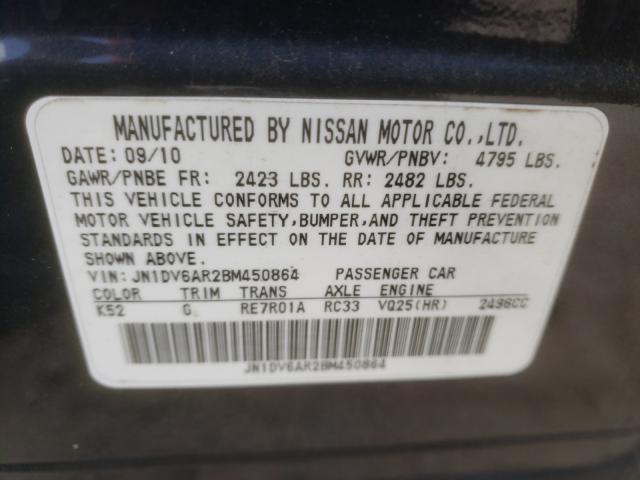 MANUFACTURED BY NISSAN MOTOR CO.,LTD.
DATE: 09/10 GVWR/PNBV: 4795 LBS.
GAWR/PNBE FR: 2423 LBS. RR: 2482 LBS.
THIS VEHICLE CONFORMS TO ALL APPLICABLE FEDERAL
MOTOR VEHICLE SAFETY,BUMPER,AND THEFT PREVENTION
STANDARDS IN EFFECT ON THE DATE OF MANUFACTURE
SHOWN ABOVE.
VIN: JN1DV6AR2BM450864 PASSENGER CAR
COLOR TRIM TRANS AXLE ENGINE
K52 G RE7R01A RC33 VQ25(HR) 2496CC
JN1DV6AR2BM450864